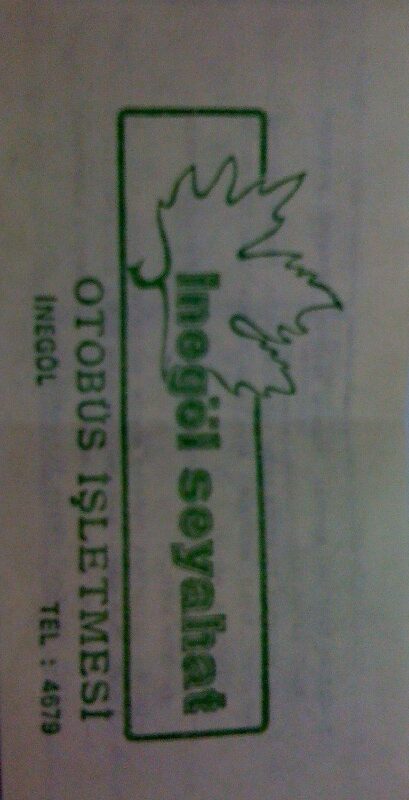 İnegöl seyahat
OTOBÜS İŞLETMESİ
İNEGÖL TEL : 4679